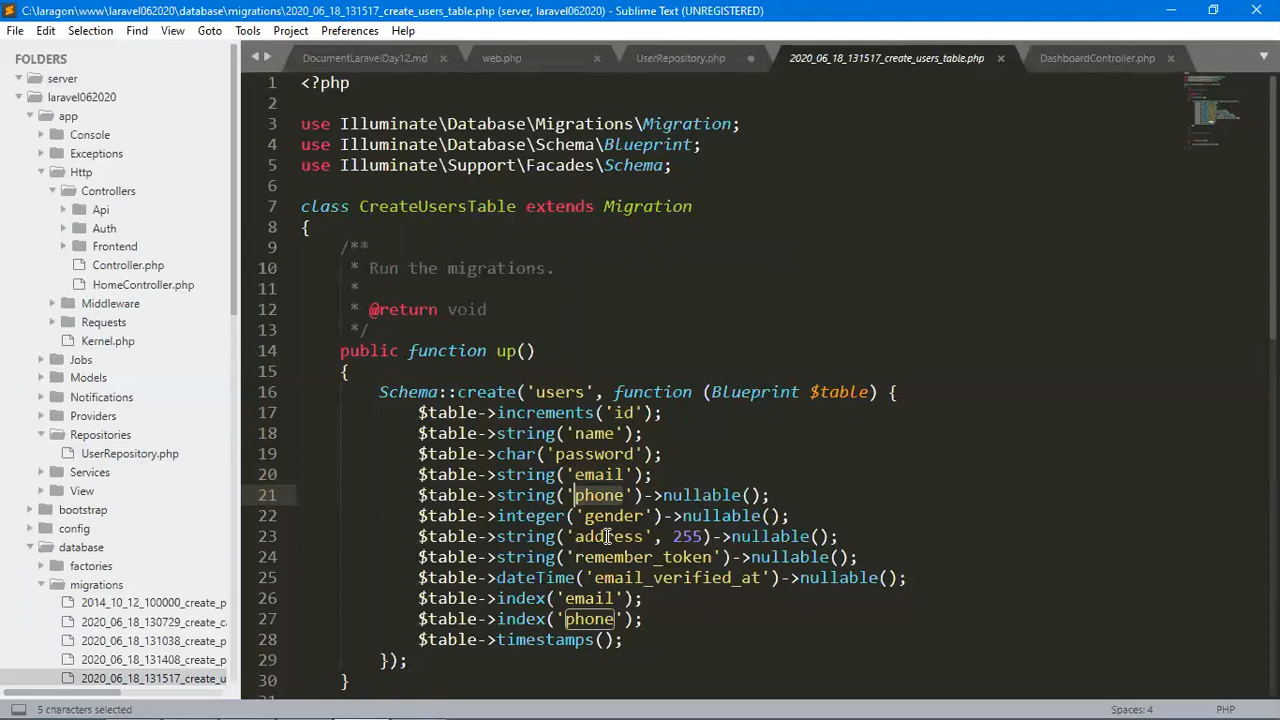 C:\laragon\www\laravel062020\database\migrations\2020_06_18_131517_create_users_table.php (server, laravel062020) - Sublime Text (UNREGISTERED)
File Edit Selection Find View Goto Tools Project Preferences Help
FOLDERS
server
laravel062020
app
Console
Exceptions
Http
Controllers
Api
Auth
Frontend
Controller.php
HomeController.php
Middleware
Requests
Kernel.php
Jobs
Models
Notifications
Providers
Repositories
UserRepository.php
Services
View
bootstrap
config
database
factories
migrations
2014_10_12_100000_create_p
2020_06_18_130729_create_ca
2020_06_18_131038_create_p
2020_06_18_131408_create_p
2020_06_18_131517_create_u
DocumentLaravelDay12.md web.php UserRepository.php 2020_06_18_131517_create_users_table.php DashboardController.php
1 <?php
2
3 use Illuminate\Database\Migrations\Migration;
4 use Illuminate\Database\Schema\Blueprint;
5 use Illuminate\Support\Facades\Schema;
6
7 class CreateUsersTable extends Migration
8 {
9 /**
10 * Run the migrations.
11 *
12 * @return void
13 */
14 public function up()
15 {
16 Schema::create('users', function (Blueprint $table) {
17 $table->increments('id');
18 $table->string('name');
19 $table->char('password');
20 $table->string('email');
21 $table->string('phone')->nullable();
22 $table->integer('gender')->nullable();
23 $table->string('address', 255)->nullable();
24 $table->string('remember_token')->nullable();
25 $table->dateTime('email_verified_at')->nullable();
26 $table->index('email');
27 $table->index('phone');
28 $table->timestamps();
29 });
30 }
5 characters selected Spaces: 4 PHP